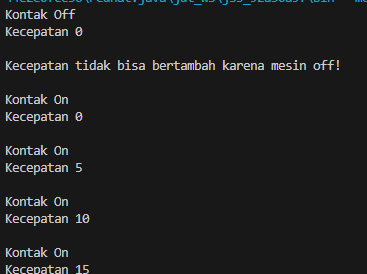 Kontak Off
Kecepatan 0
Kecepatan tidak bisa bertambah karena mesin off!
Kontak On
Kecepatan 0
Kontak On
Kecepatan 5
Kontak On
Kecepatan 10
Kontak On
Kecepatan 15